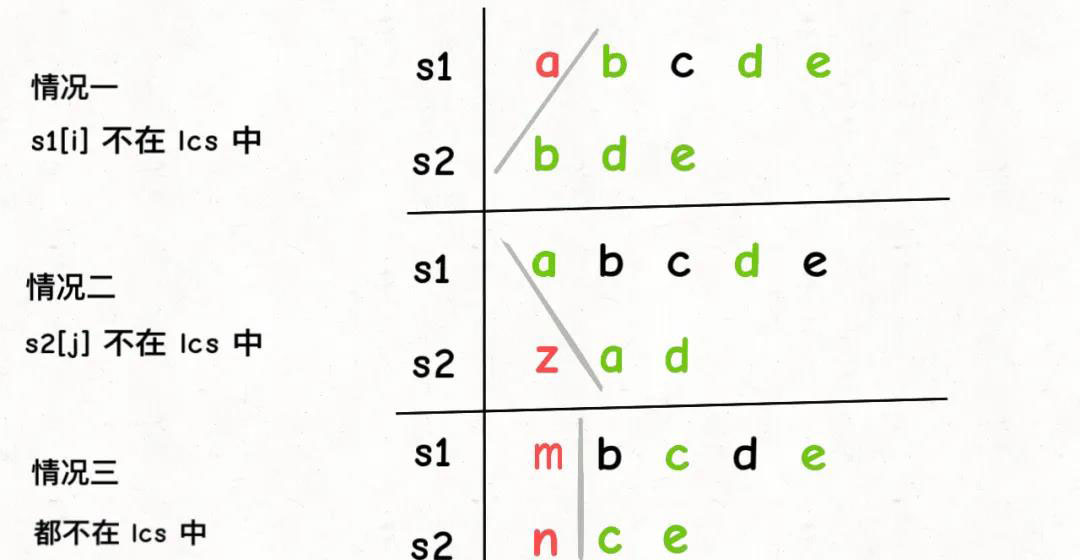 情况一
s1[i] 不在 lcs 中
s1 a b c d e
s2 b d e
情况二
s2[j] 不在 lcs 中
s1 a b c d e
s2 z a d
情况三
都不在 lcs 中
s1 m b c d e
s2 n c e